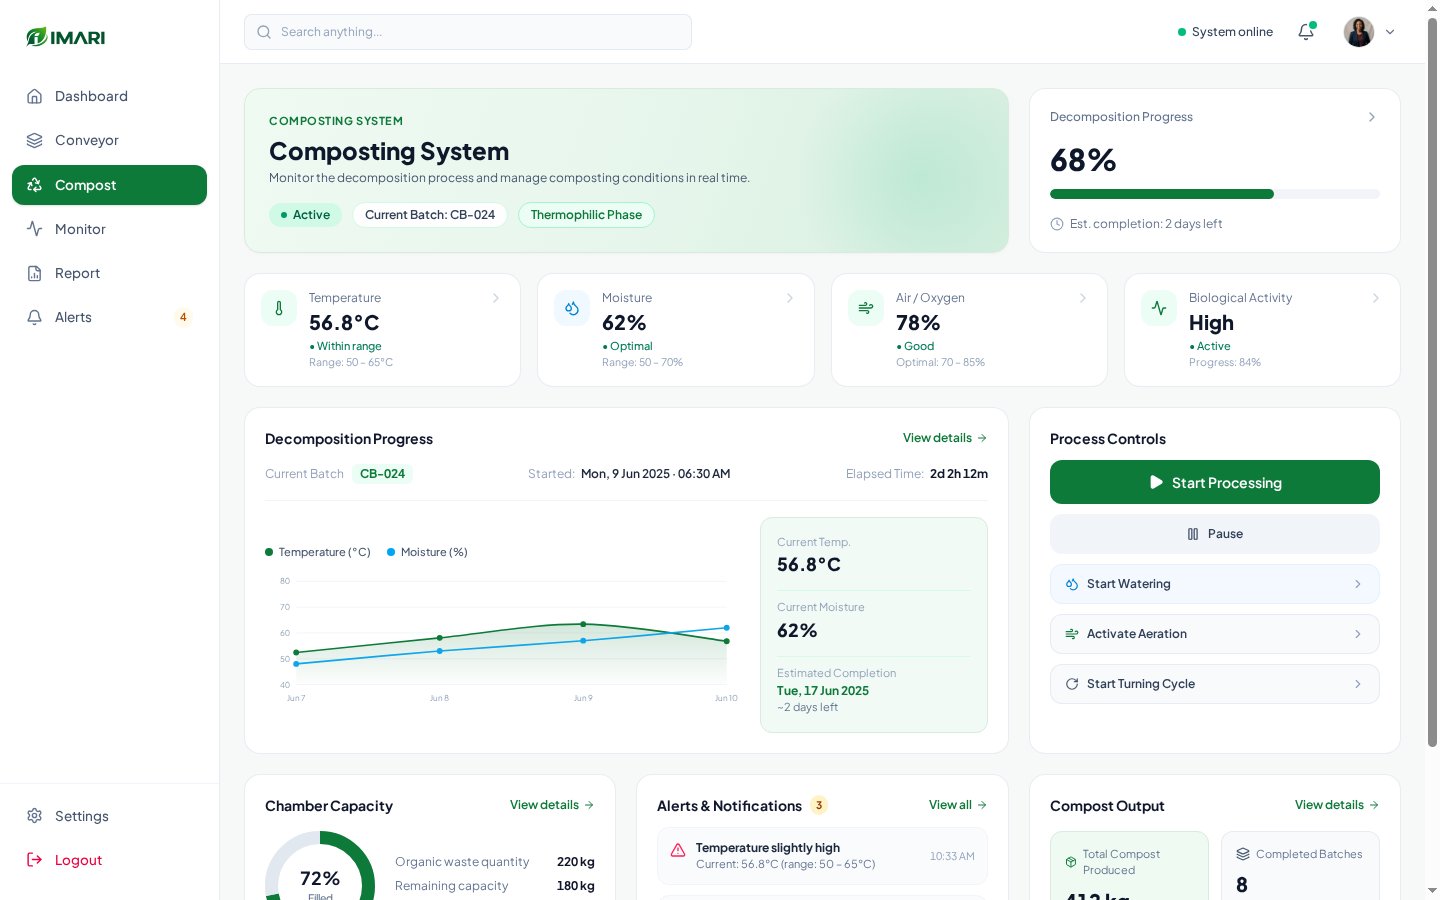 IMARI
Search anything...
System online
Dashboard
Conveyor
Compost
Monitor
Report
Alerts
4
Settings
Logout
COMPOSTING SYSTEM
Composting System
Monitor the decomposition process and manage composting conditions in real time.
Active
Current Batch: CB-024
Thermophilic Phase
Decomposition Progress
68%
Est. completion: 2 days left
Temperature
56.8°C
• Within range
Range: 50 – 65°C
Moisture
62%
• Optimal
Range: 50 – 70%
Air / Oxygen
78%
• Good
Optimal: 70 – 85%
Biological Activity
High
• Active
Progress: 84%
Decomposition Progress
View details →
Current Batch CB-024
Started: Mon, 9 Jun 2025 · 06:30 AM
Elapsed Time: 2d 2h 12m
Temperature (°C)
Moisture (%)
80
70
60
50
40
Jun 7
Jun 8
Jun 9
Jun 10
Current Temp.
56.8°C
Current Moisture
62%
Estimated Completion
Tue, 17 Jun 2025
~2 days left
Process Controls
Start Processing
Pause
Start Watering
Activate Aeration
Start Turning Cycle
Chamber Capacity
View details →
72%
Filled
Organic waste quantity 220 kg
Remaining capacity 180 kg
Alerts & Notifications 3
View all →
Temperature slightly high
Current: 56.8°C (range: 50 – 65°C)
10:33 AM
Compost Output
View details →
Total Compost
Produced
412 kg
Completed Batches
8